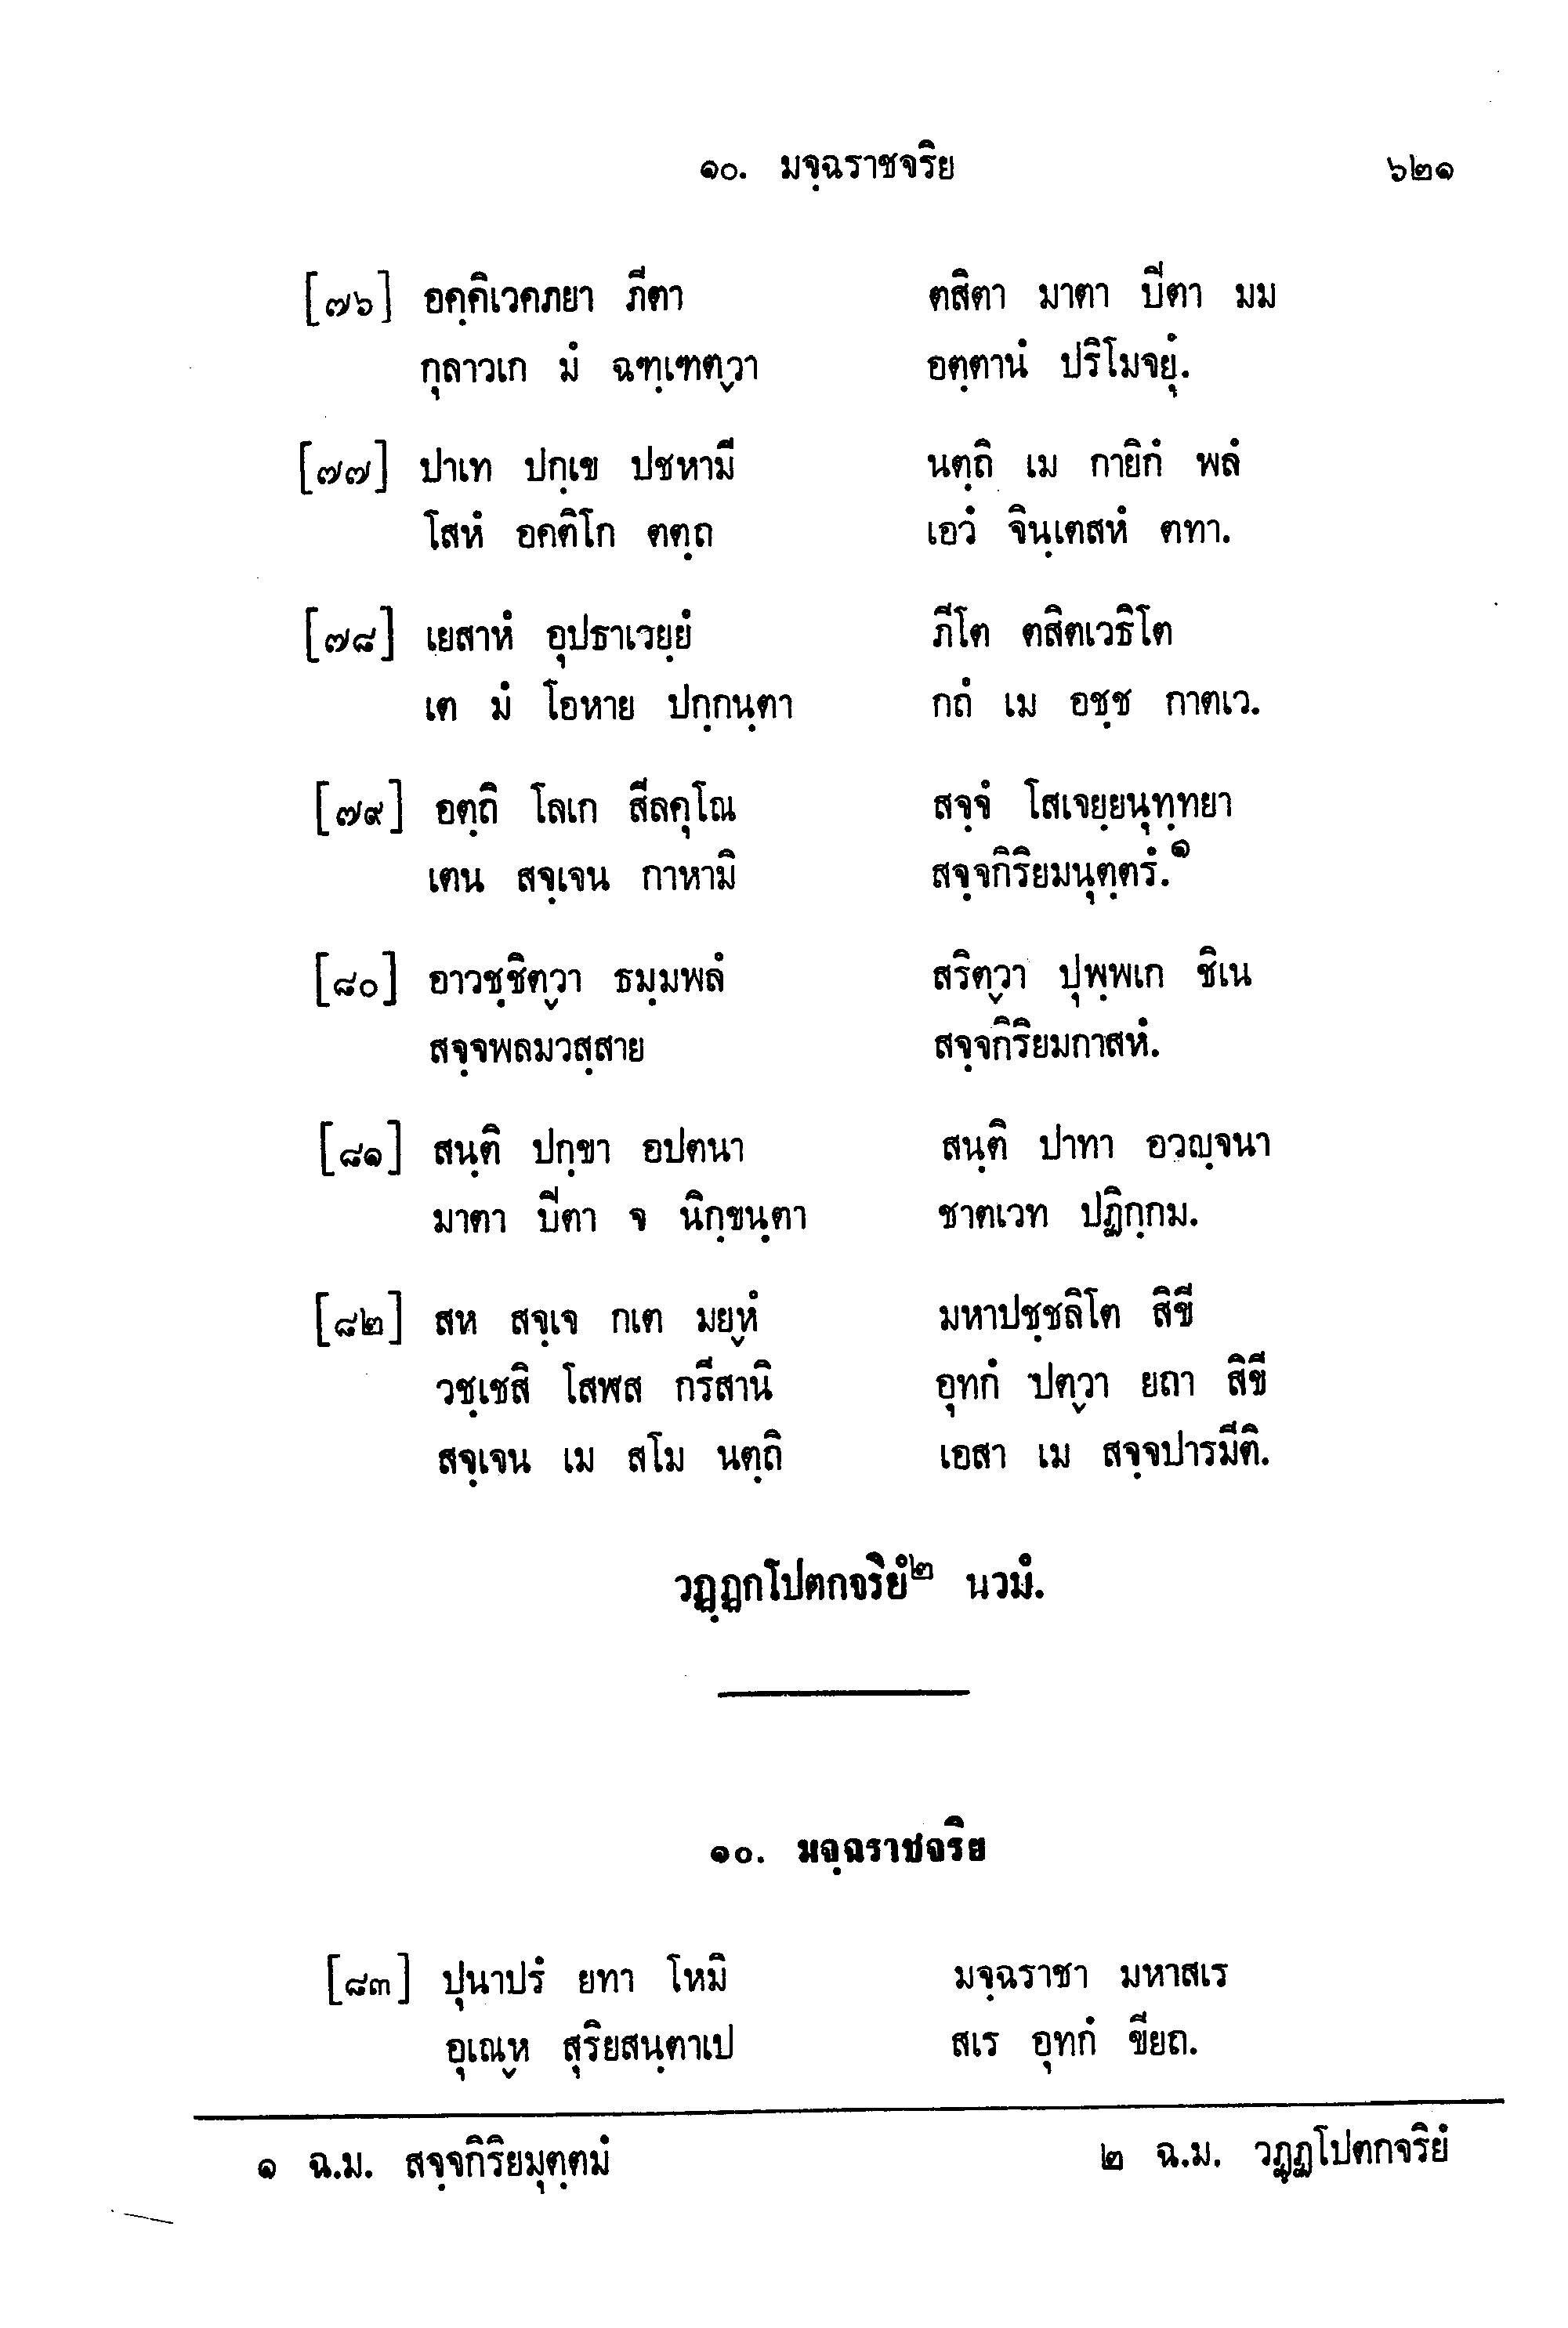 ๑๐. มจฺฉราชจริย ๖๒๑
[๗๖] อคฺคิเวคภยา ภีตา ตสิตา มาตา ปีตา มม
กุลาวเก มํ ฉฑฺเฑตฺวา อตฺตานํ ปริโมจยุํ.
[๗๗] ปาเท ปกฺเข ปชหามิ นตฺถิ เม กายิกํ พลํ
โสหํ อคติโก ตตฺถ เอวํ จินฺเตสหํ ตทา.
[๗๘] เยสาหํ อุปธาเวยฺยํ ภีโต ตสิตเวธิโต
เต มํ โอหาย ปกฺกนฺตา กถํ เม อชฺช กาตเว.
[๗๙] อตฺถิ โลเก สีลคุโณ สจฺจํ โสเจยฺยนุทฺทยา
เตน สจฺเจน กาหามิ สจฺจกิริยมนุตฺตรํ.๑
[๘๐] อาวชฺชิตฺวา ธมฺมพลํ สริตฺวา ปุพฺพเก ชิเน
สจฺจพลมวสฺสาย สจฺจกิริยมกาสหํ.
[๘๑] สนฺติ ปกฺขา อปตนา สนฺติ ปาทา อวญฺจนา
มาตา ปีตา จ นิกฺขนฺตา ชาตเวท ปฏิกฺกม.
[๘๒] สห สจฺเจ กเต มยฺหํ มหาปชฺชลิโต สิขี
วชฺเชสิ โสฬส กรีสานิ อุทกํ ปตฺวา ยถา สิขี
สจฺเจน เม สโม นตฺถิ เอสา เม สจฺจปารมีติ.
วฏฺฏกโปตกจริยํ๒ นวมํ.
๑๐. มจฺฉราชจริย
[๘๓] ปุนาปรํ ยทา โหมิ มจฺฉราชา มหาสเร
อุเณฺห สุริยสนฺตาเป สเร อุทกํ ขียถ.
๑ ฉ.ม. สจฺจกิริยมุตฺตมํ ๒ ฉ.ม. วฏฺฏโปตกจริยํ